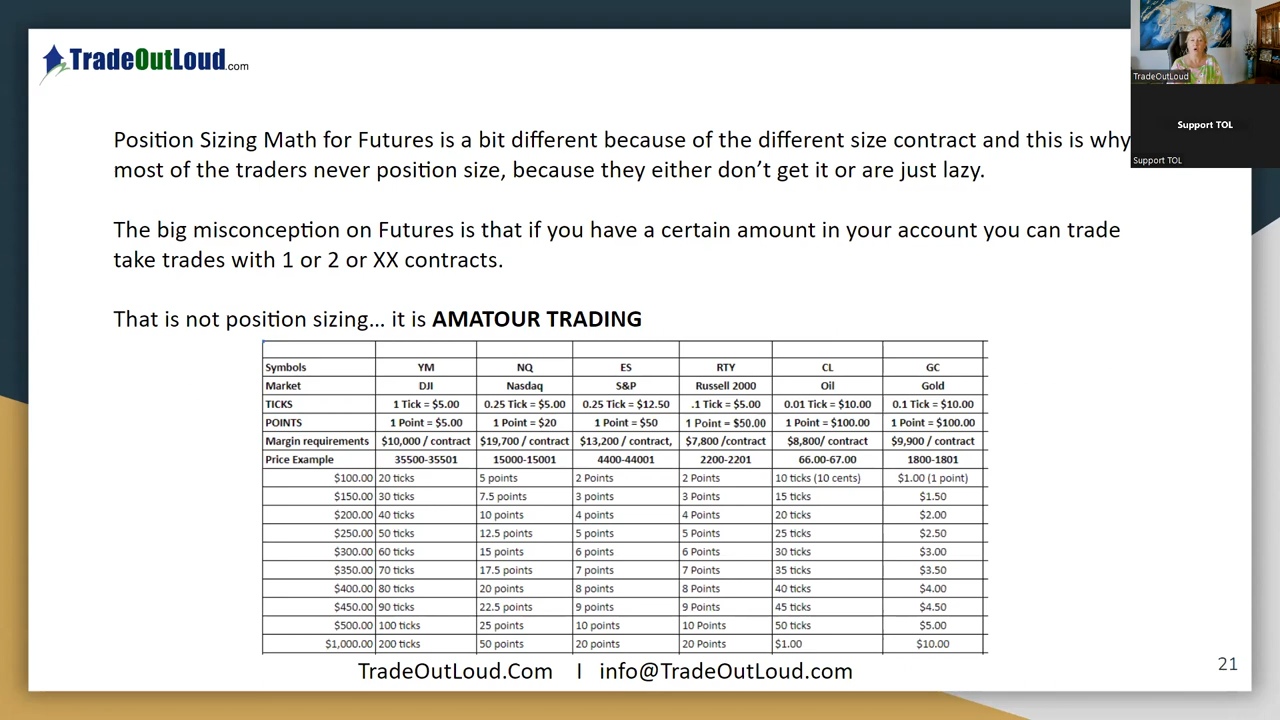 TradeOutLoud.com
TradeOutLoud
Support TOL
Support TOL
Position Sizing Math for Futures is a bit different because of the different size contract and this is why
most of the traders never position size, because they either don’t get it or are just lazy.
The big misconception on Futures is that if you have a certain amount in your account you can trade
take trades with 1 or 2 or XX contracts.
That is not position sizing… it is AMATOUR TRADING
Symbols YM NQ ES RTY CL GC
Market DJI Nasdaq S&P Russell 2000 Oil Gold
TICKS 1 Tick = $5.00 0.25 Tick = $5.00 0.25 Tick = $12.50 .1 Tick = $5.00 0.01 Tick = $10.00 0.1 Tick = $10.00
POINTS 1 Point = $5.00 1 Point = $20 1 Point = $50 1 Point = $50.00 1 Point = $100.00 1 Point = $100.00
Margin requirements $10,000 / contract $19,700 / contract $13,200 / contract, $7,800 /contract $8,800/ contract $9,900 / contract
Price Example 35500-35501 15000-15001 4400-44001 2200-2201 66.00-67.00 1800-1801
$100.00 20 ticks 5 points 2 Points 2 Points 10 ticks (10 cents) $1.00 (1 point)
$150.00 30 ticks 7.5 points 3 points 3 Points 15 ticks $1.50
$200.00 40 ticks 10 points 4 points 4 Points 20 ticks $2.00
$250.00 50 ticks 12.5 points 5 points 5 Points 25 ticks $2.50
$300.00 60 ticks 15 points 6 points 6 Points 30 ticks $3.00
$350.00 70 ticks 17.5 points 7 points 7 Points 35 ticks $3.50
$400.00 80 ticks 20 points 8 points 8 Points 40 ticks $4.00
$450.00 90 ticks 22.5 points 9 points 9 Points 45 ticks $4.50
$500.00 100 ticks 25 points 10 points 10 Points 50 ticks $5.00
$1,000.00 200 ticks 50 points 20 points 20 Points $1.00 $10.00
TradeOutLoud.Com I info@TradeOutLoud.com
21